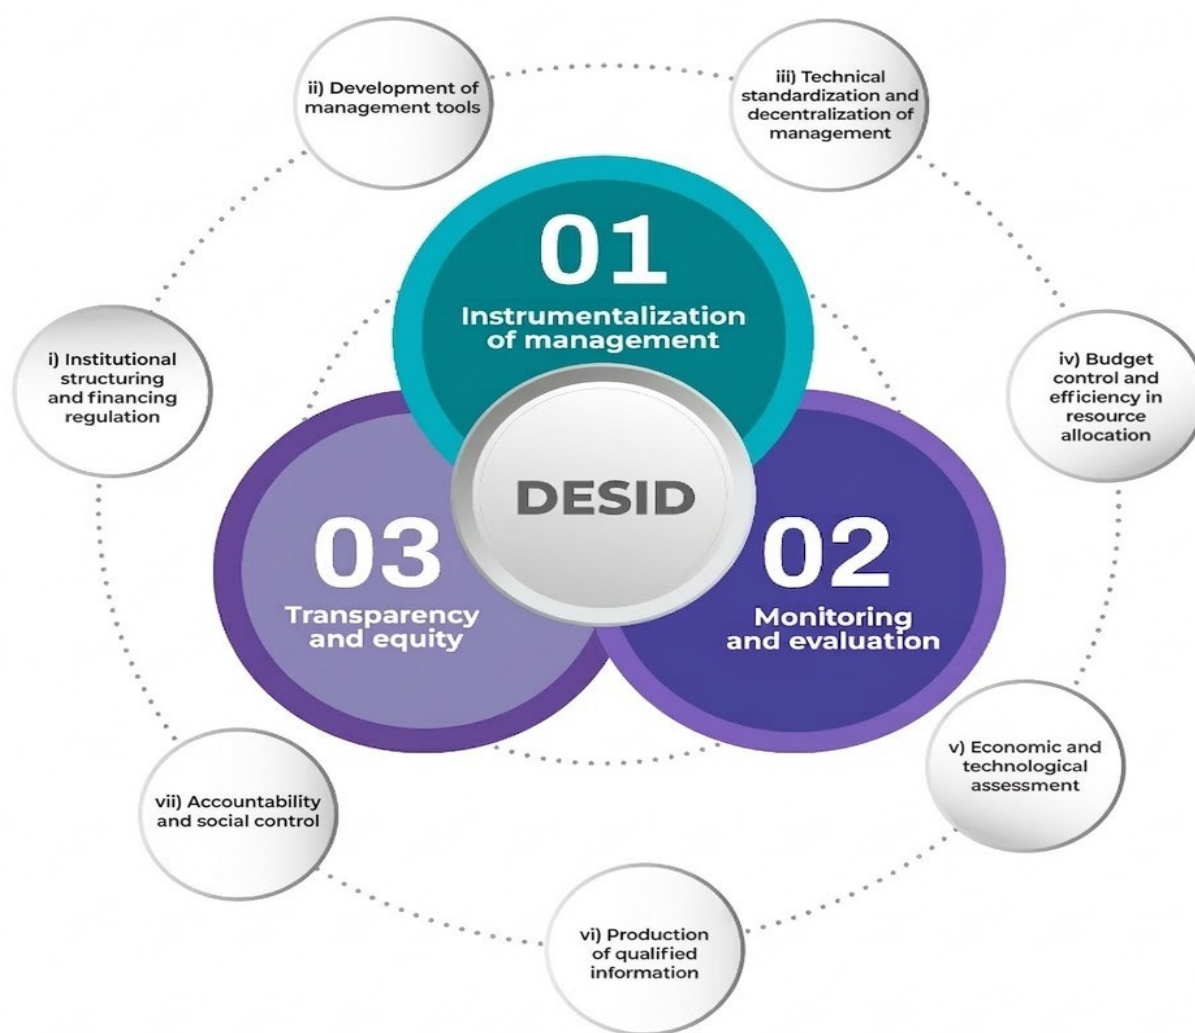 ii) Development of
management tools
iii) Technical
standardization and
decentralization of
management
01
Instrumentalization
of management
i) Institutional
structuring
and financing
regulation
iv) Budget
control and
efficiency in
resource
allocation
DESID
03
Transparency
and equity
02
Monitoring
and evaluation
v) Economic and
technological
assessment
vii) Accountability
and social control
vi) Production
of qualified
information